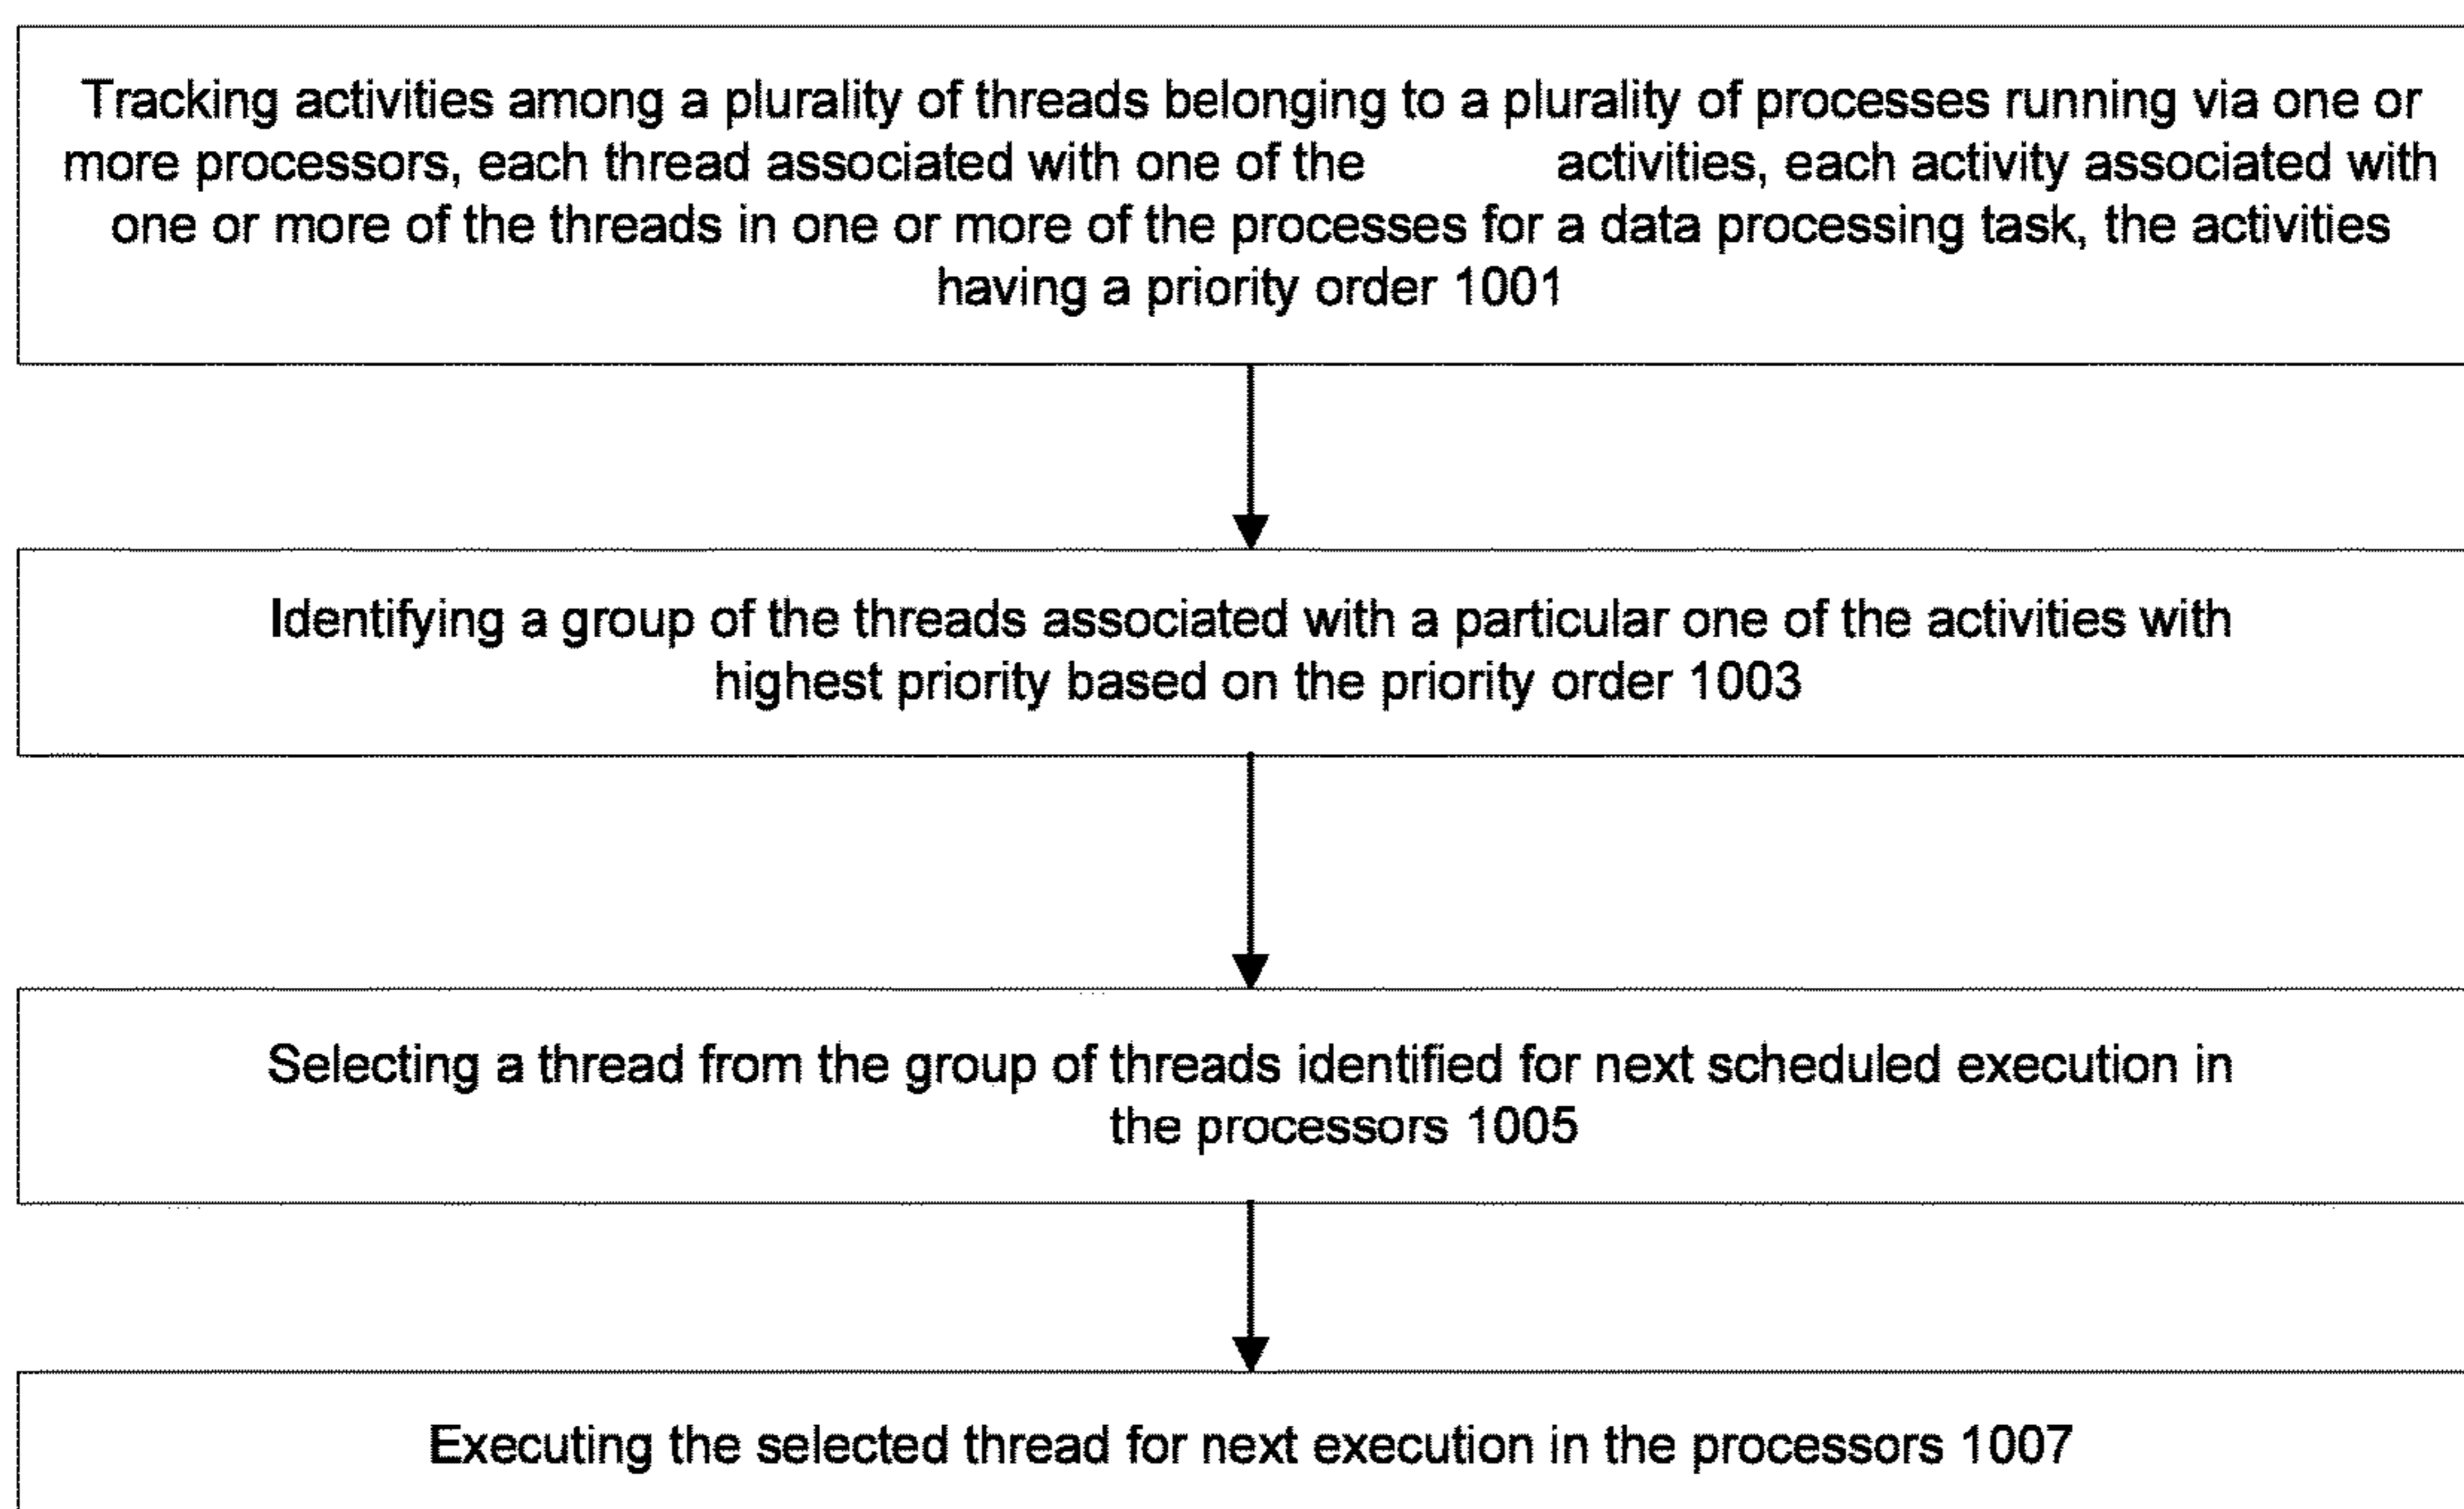 Tracking activities among a plurality of threads belonging to a plurality of processes running via one or
more processors, each thread associated with one of the activities, each activity associated with
one or more of the threads in one or more of the processes for a data processing task, the activities
having a priority order 1001
Identifying a group of the threads associated with a particular one of the activities with
highest priority based on the priority order 1003
Selecting a thread from the group of threads identified for next scheduled execution in
the processors 1005
Executing the selected thread for next execution in the processors 1007